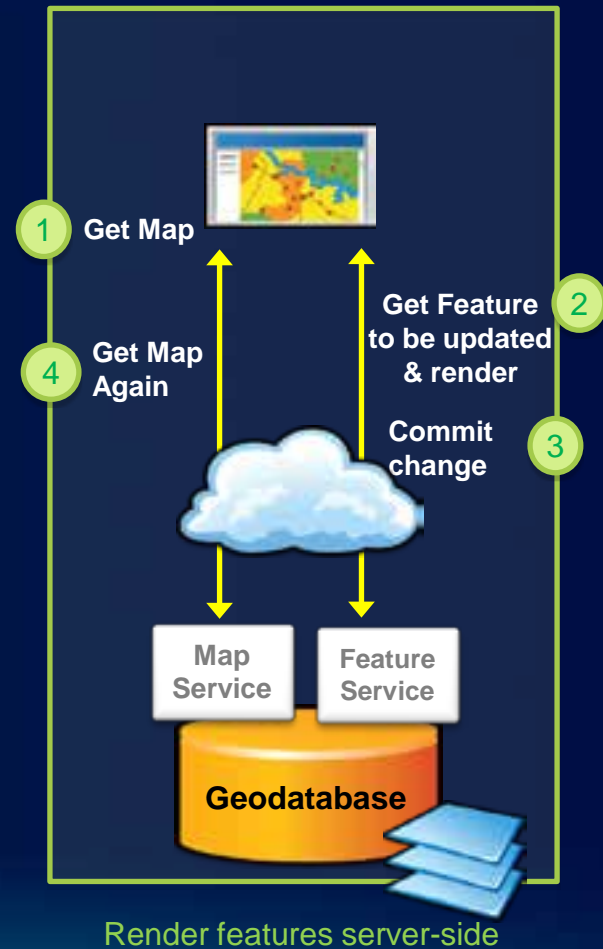 1
Get Map
Get Feature
to be updated
& render
2
4
Get Map
Again
Commit
change
3
Map
Service
Feature
Service
Geodatabase
Render features server-side